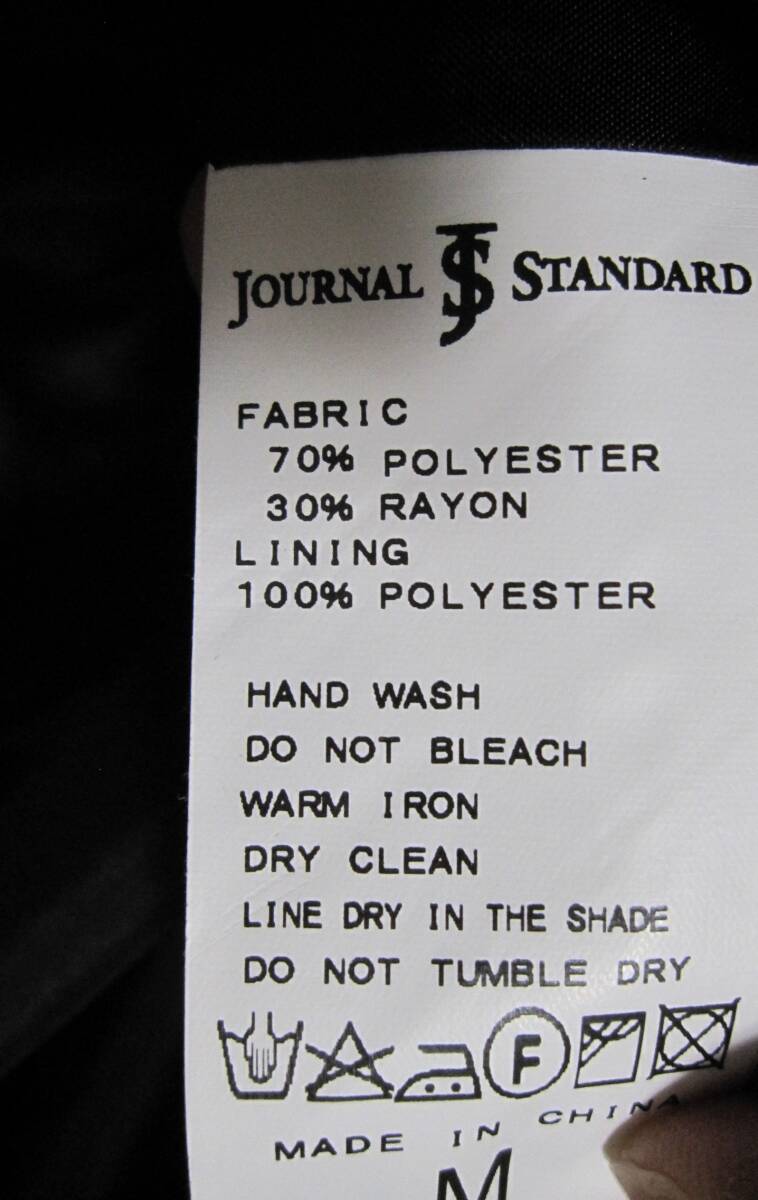 JOURNAL JS STANDARD
FABRIC
70% POLYESTER
30% RAYON
LINING
100% POLYESTER
HAND WASH
DO NOT BLEACH
WARM IRON
DRY CLEAN
LINE DRY IN THE SHADE
DO NOT TUMBLE DRY
F
MADE IN CHINA
M